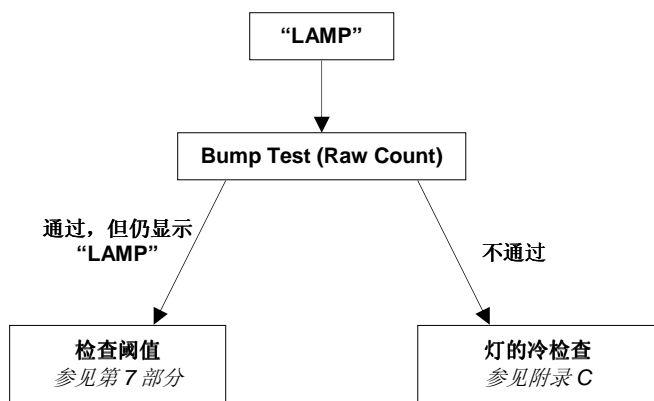 “LAMP”
Bump Test (Raw Count)
通过，但仍显示
“LAMP”
不通过
检查阈值
参见第 7 部分
灯的冷检查
参见附录 C